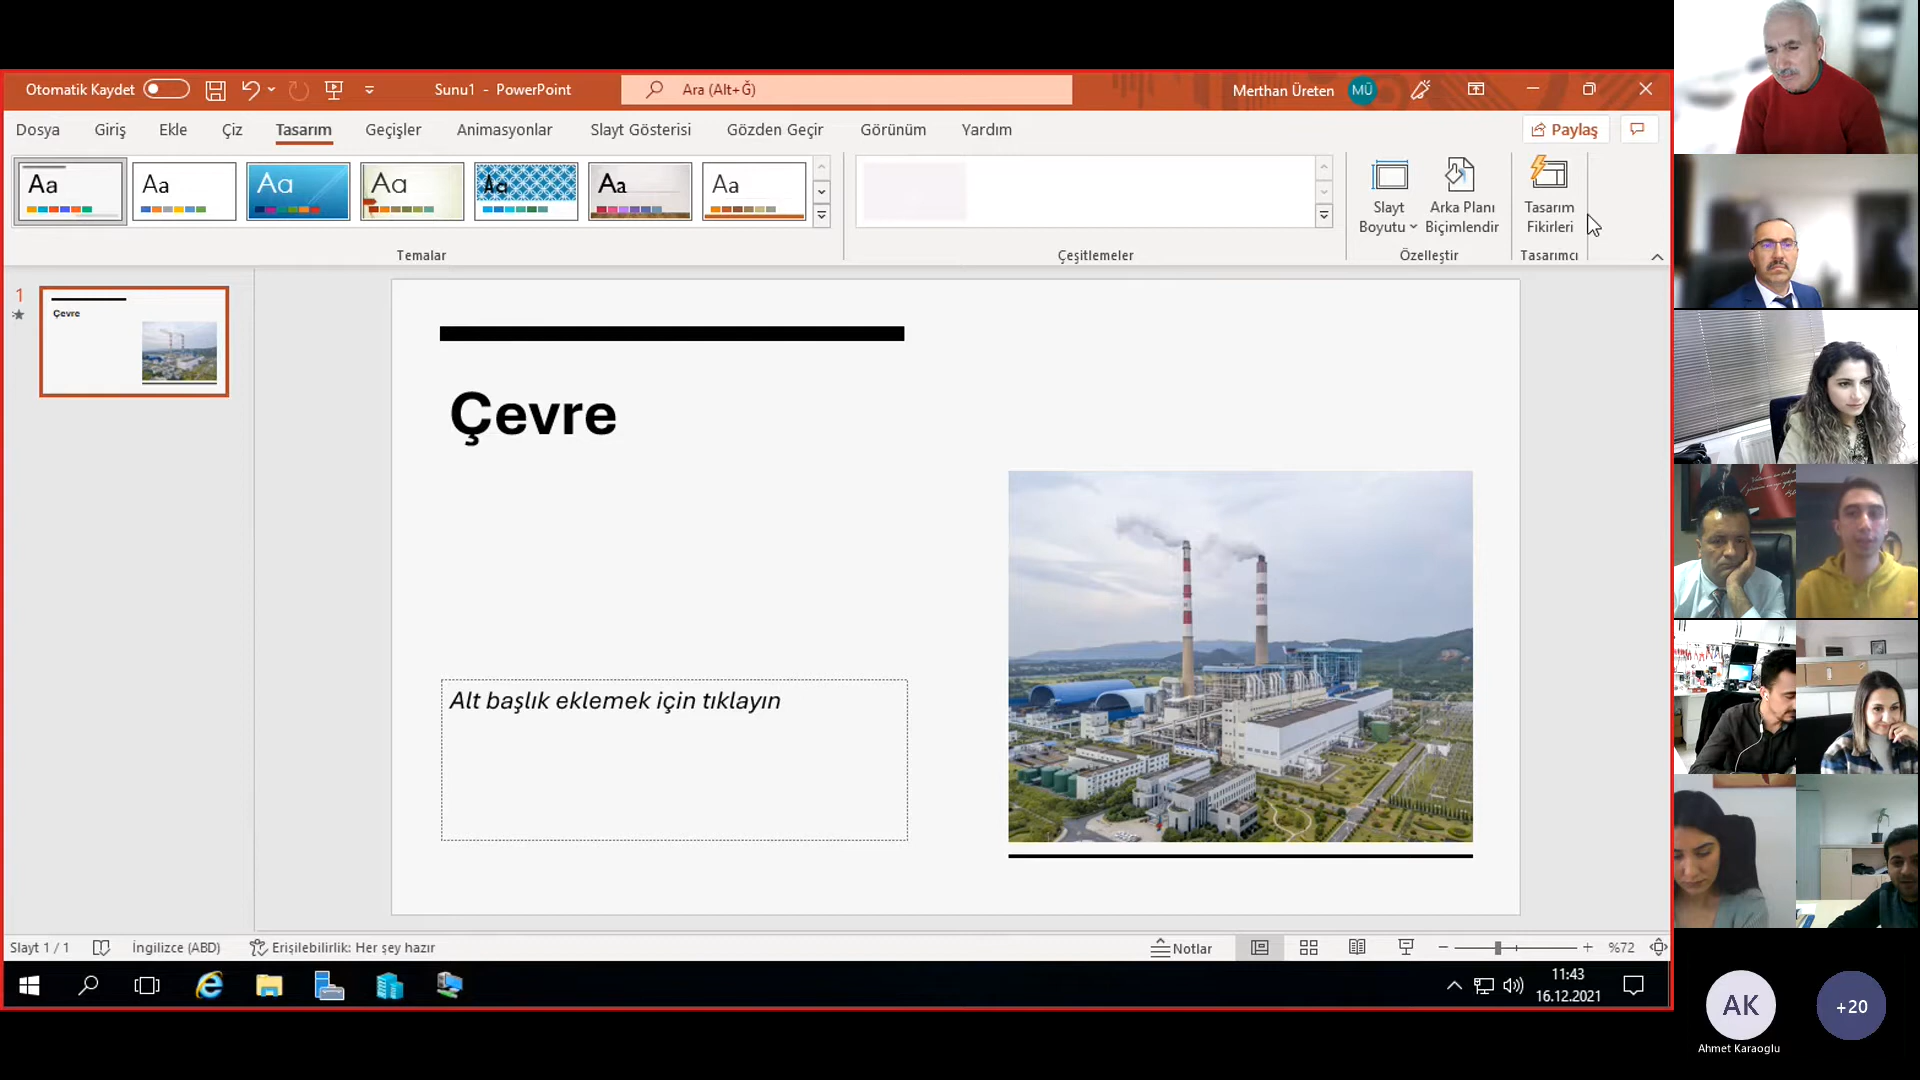 Otomatik Kaydet
Sunu1 - PowerPoint
Ara (Alt+Ğ)
Merthan Üreten
MÜ
Dosya
Giriş
Ekle
Çiz
Tasarım
Geçişler
Animasyonlar
Slayt Gösterisi
Gözden Geçir
Görünüm
Yardım
Paylaş
Aa
Aa
Aa
Aa
Aa
Aa
Aa
Slayt
Boyutu
Arka Planı
Biçimlendir
Tasarım
Fikirleri
Temalar
Çeşitlemeler
Özelleştir
Tasarımcı
1
Çevre
Çevre
Alt başlık eklemek için tıklayın
Slayt 1 / 1
İngilizce (ABD)
Erişilebilirlik: Her şey hazır
Notlar
%72
11:43
16.12.2021
AK
Ahmet Karaoglu
+20